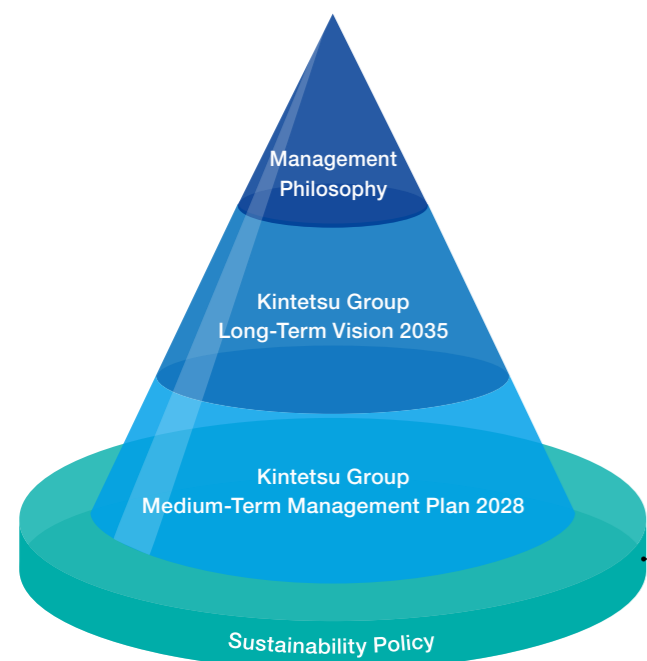 Management
Philosophy
Kintetsu Group
Long-Term Vision 2035
Kintetsu Group
Medium-Term Management Plan 2028
Sustainability Policy